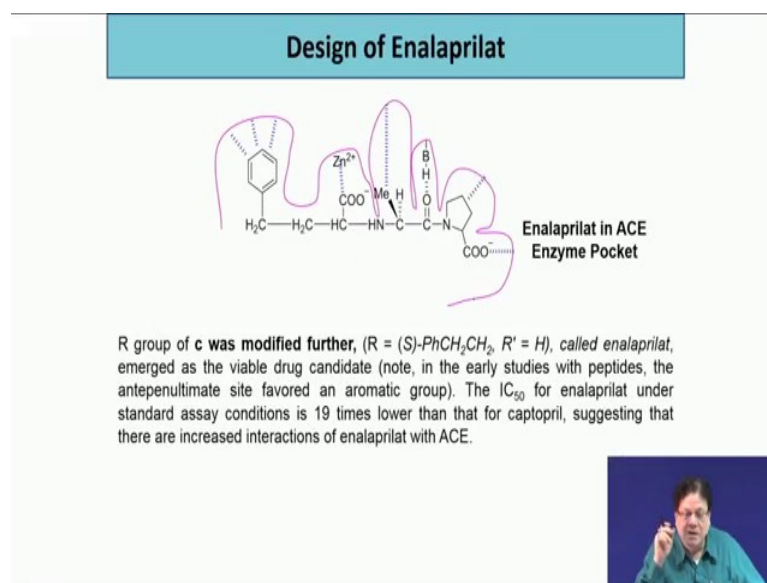 Design of Enalaprilat
Zn²⁺
B
H
COO⁻ Me H
O
H₂C—H₂C—HC—HN—C—C—N
COO⁻
Enalaprilat in ACE
Enzyme Pocket
R group of c was modified further, (R = (S)-PhCH₂CH₂, R' = H), called enalaprilat,
emerged as the viable drug candidate (note, in the early studies with peptides, the
antepenultimate site favored an aromatic group). The IC₅₀ for enalaprilat under
standard assay conditions is 19 times lower than that for captopril, suggesting that
there are increased interactions of enalaprilat with ACE.